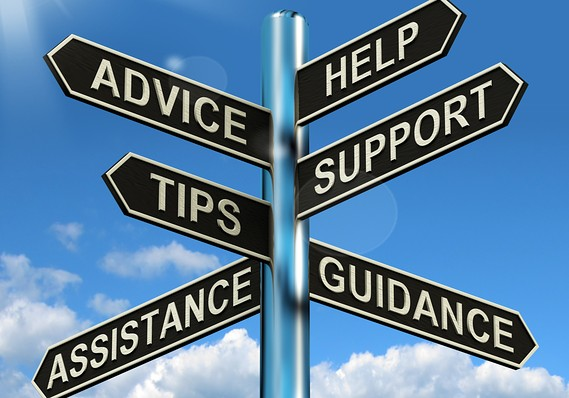 ADVICE
HELP
SUPPORT
TIPS
GUIDANCE
ASSISTANCE